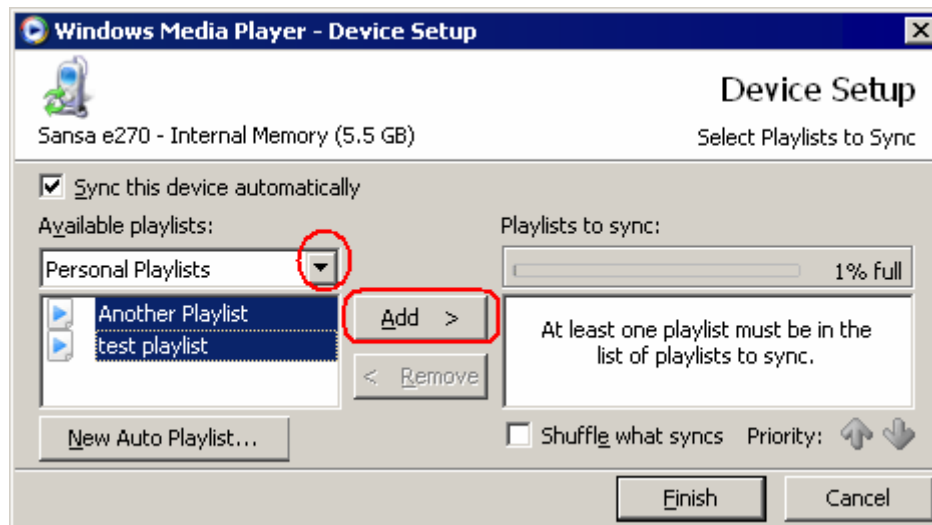 Windows Media Player - Device Setup
Device Setup
Sansa e270 - Internal Memory (5.5 GB)
Select Playlists to Sync
Sync this device automatically
Available playlists:
Playlists to sync:
Personal Playlists
1% full
Another Playlist
test playlist
Add >
< Remove
At least one playlist must be in the
list of playlists to sync.
New Auto Playlist...
Shuffle what syncs
Priority:
Finish
Cancel